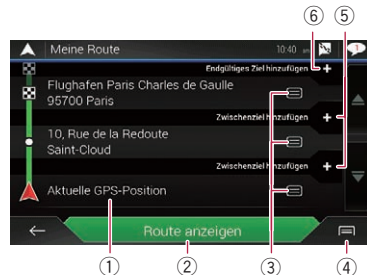 ⑥ ⑤
Meine Route 10:40
1
Endgültiges Ziel hinzufügen +
Flughafen Paris Charles de Gaulle
95700 Paris
Zwischenziel hinzufügen +
10, Rue de la Redoute
Saint-Cloud
Zwischenziel hinzufügen +
Aktuelle GPS-Position
Route anzeigen
① ② ③ ④